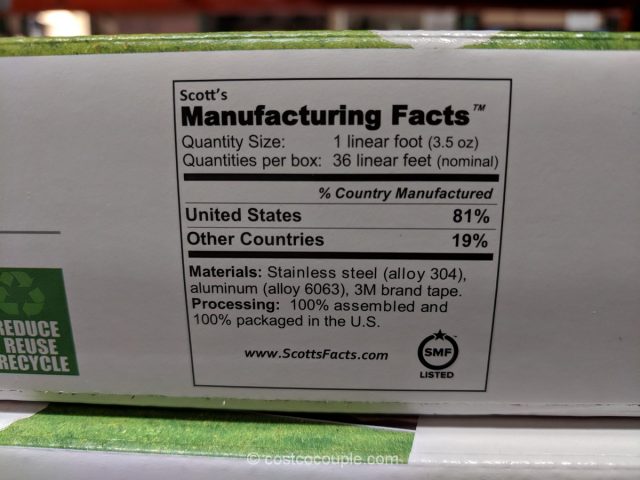 Scott's
Manufacturing Facts™
Quantity Size: 1 linear foot (3.5 oz)
Quantities per box: 36 linear feet (nominal)
% Country Manufactured
United States 81%
Other Countries 19%
Materials: Stainless steel (alloy 304),
aluminum (alloy 6063), 3M brand tape.
Processing: 100% assembled and
100% packaged in the U.S.
www.ScottsFacts.com
SMF
LISTED
REDUCE
REUSE
RECYCLE
© costcocouple.com